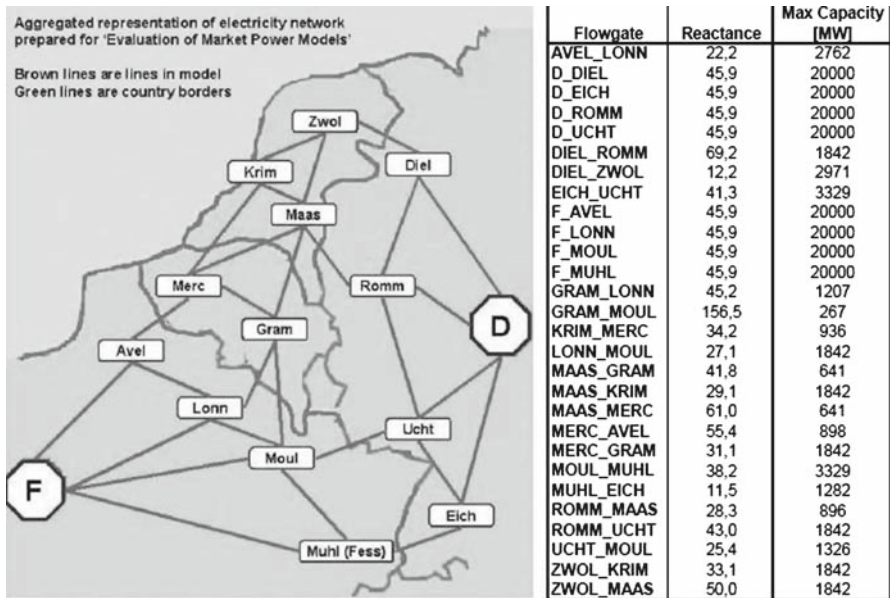 Aggregated representation of electricity network
prepared for 'Evaluation of Market Power Models'
Brown lines are lines in model
Green lines are country borders
Zwol
Krim
Diel
Maas
Merc
Romm
Gram
D
Avel
Lonn
Ucht
Moul
F
Eich
Muhl (Fess)
Flowgate Reactance Max Capacity [MW]
AVEL_LONN 22,2 2762
D_DIEL 45,9 20000
D_EICH 45,9 20000
D_ROMM 45,9 20000
D_UCHT 45,9 20000
DIEL_ROMM 69,2 1842
DIEL_ZWOL 12,2 2971
EICH_UCHT 41,3 3329
F_AVEL 45,9 20000
F_LONN 45,9 20000
F_MOUL 45,9 20000
F_MUHL 45,9 20000
GRAM_LONN 45,2 1207
GRAM_MOUL 156,5 267
KRIM_MERC 34,2 936
LONN_MOUL 27,1 1842
MAAS_GRAM 41,8 641
MAAS_KRIM 29,1 1842
MAAS_MERC 61,0 641
MERC_AVEL 55,4 898
MERC_GRAM 31,1 1842
MOUL_MUHL 38,2 3329
MUHL_EICH 11,5 1282
ROMM_MAAS 28,3 896
ROMM_UCHT 43,0 1842
UCHT_MOUL 25,4 1326
ZWOL_KRIM 33,1 1842
ZWOL_MAAS 50,0 1842